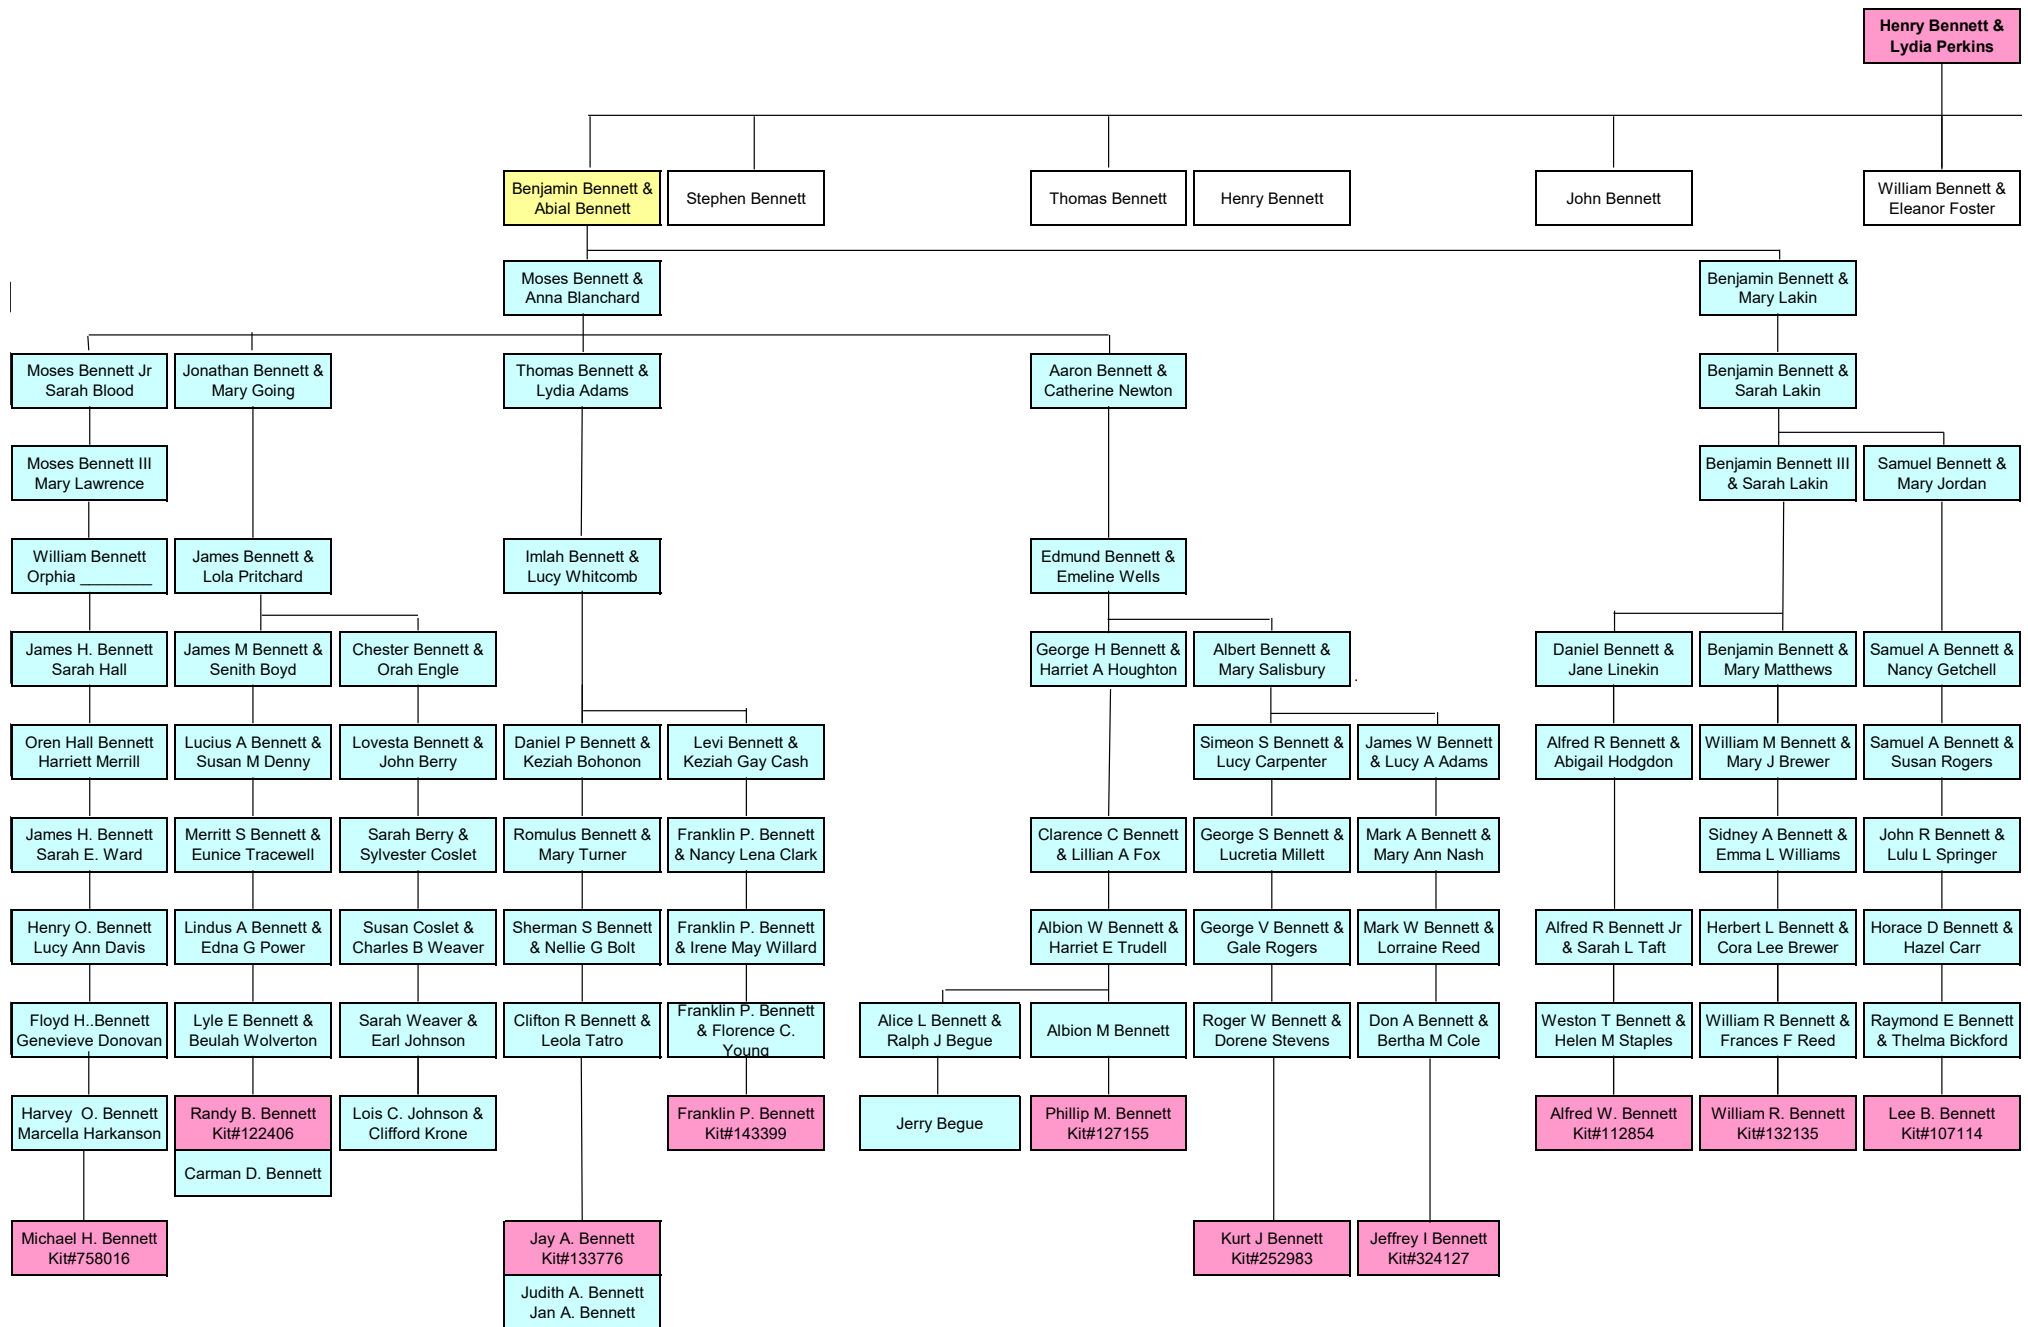 Henry Bennett &
Lydia Perkins
Benjamin Bennett &
Abial Bennett
Stephen Bennett
Thomas Bennett
Henry Bennett
John Bennett
William Bennett &
Eleanor Foster
Moses Bennett &
Anna Blanchard
Benjamin Bennett &
Mary Lakin
Moses Bennett Jr
Sarah Blood
Jonathan Bennett &
Mary Going
Thomas Bennett &
Lydia Adams
Aaron Bennett &
Catherine Newton
Benjamin Bennett &
Sarah Lakin
Moses Bennett III
Mary Lawrence
Benjamin Bennett III
& Sarah Lakin
Samuel Bennett &
Mary Jordan
William Bennett
Orphia ________
James Bennett &
Lola Pritchard
Imlah Bennett &
Lucy Whitcomb
Edmund Bennett &
Emeline Wells
James H. Bennett
Sarah Hall
James M Bennett &
Senith Boyd
Chester Bennett &
Orah Engle
George H Bennett &
Harriet A Houghton
Albert Bennett &
Mary Salisbury
.
Daniel Bennett &
Jane Linekin
Benjamin Bennett &
Mary Matthews
Samuel A Bennett &
Nancy Getchell
Oren Hall Bennett
Harriett Merrill
Lucius A Bennett &
Susan M Denny
Lovesta Bennett &
John Berry
Daniel P Bennett &
Keziah Bohonon
Levi Bennett &
Keziah Gay Cash
Simeon S Bennett &
Lucy Carpenter
James W Bennett
& Lucy A Adams
Alfred R Bennett &
Abigail Hodgdon
William M Bennett &
Mary J Brewer
Samuel A Bennett &
Susan Rogers
James H. Bennett
Sarah E. Ward
Merritt S Bennett &
Eunice Tracewell
Sarah Berry &
Sylvester Coslet
Romulus Bennett &
Mary Turner
Franklin P. Bennett
& Nancy Lena Clark
Clarence C Bennett
& Lillian A Fox
George S Bennett &
Lucretia Millett
Mark A Bennett &
Mary Ann Nash
Sidney A Bennett &
Emma L Williams
John R Bennett &
Lulu L Springer
Henry O. Bennett
Lucy Ann Davis
Lindus A Bennett &
Edna G Power
Susan Coslet &
Charles B Weaver
Sherman S Bennett
& Nellie G Bolt
Franklin P. Bennett
& Irene May Willard
Albion W Bennett &
Harriet E Trudell
George V Bennett &
Gale Rogers
Mark W Bennett &
Lorraine Reed
Alfred R Bennett Jr
& Sarah L Taft
Herbert L Bennett &
Cora Lee Brewer
Horace D Bennett &
Hazel Carr
Floyd H..Bennett
Genevieve Donovan
Lyle E Bennett &
Beulah Wolverton
Sarah Weaver &
Earl Johnson
Clifton R Bennett &
Leola Tatro
Franklin P. Bennett
& Florence C.
Young
Alice L Bennett &
Ralph J Begue
Albion M Bennett
Roger W Bennett &
Dorene Stevens
Don A Bennett &
Bertha M Cole
Weston T Bennett &
Helen M Staples
William R Bennett &
Frances F Reed
Raymond E Bennett
& Thelma Bickford
Harvey O. Bennett
Marcella Harkanson
Randy B. Bennett
Kit#122406
Carman D. Bennett
Lois C. Johnson &
Clifford Krone
Franklin P. Bennett
Kit#143399
Jerry Begue
Phillip M. Bennett
Kit#127155
Alfred W. Bennett
Kit#112854
William R. Bennett
Kit#132135
Lee B. Bennett
Kit#107114
Michael H. Bennett
Kit#758016
Jay A. Bennett
Kit#133776
Judith A. Bennett
Jan A. Bennett
Kurt J Bennett
Kit#252983
Jeffrey I Bennett
Kit#324127